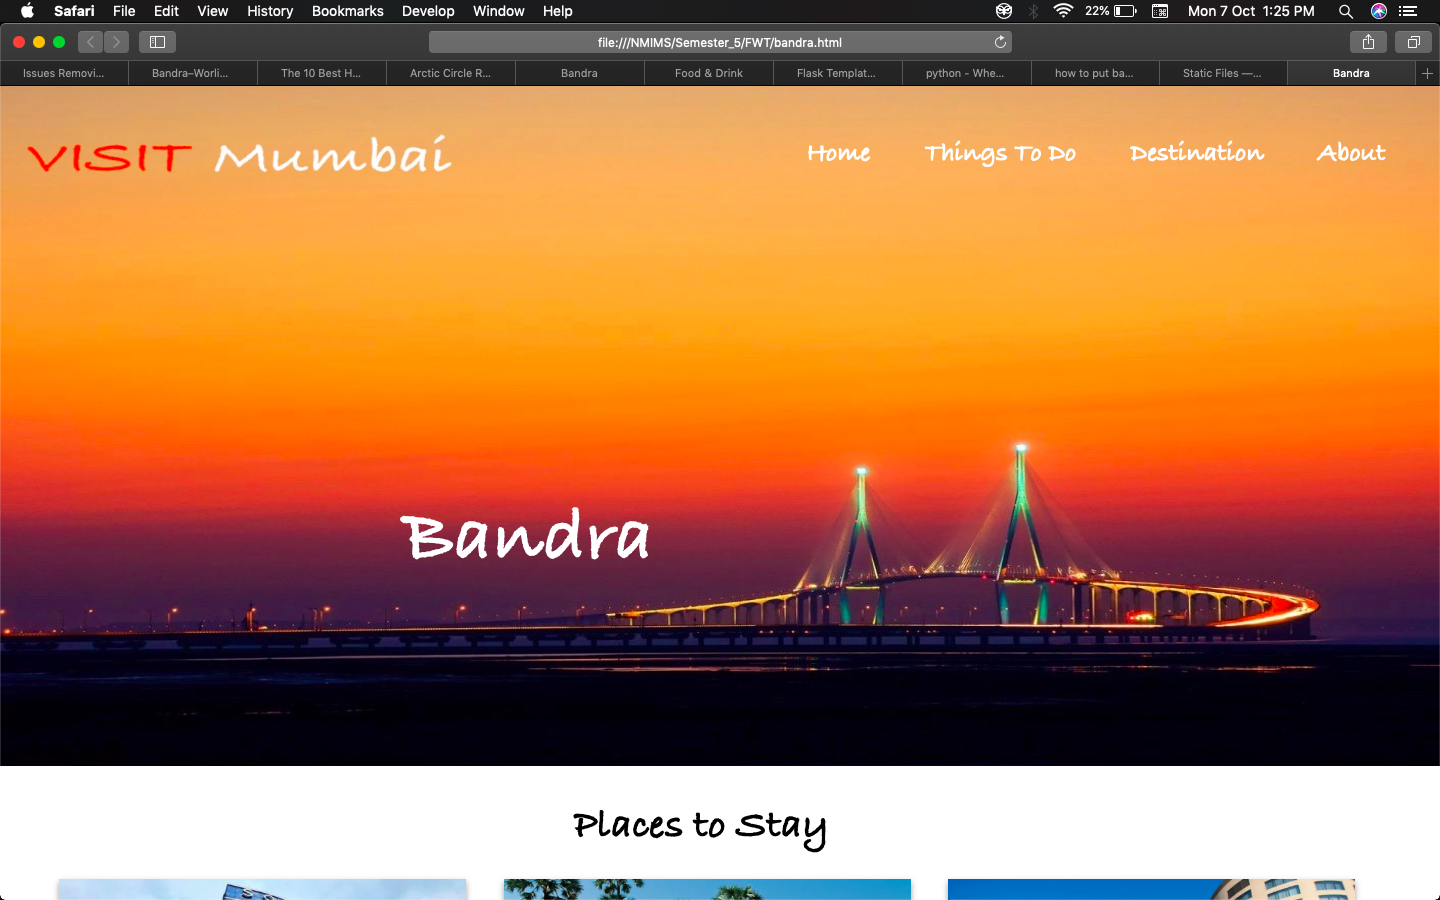 Safari File Edit View History Bookmarks Develop Window Help 22% Mon 7 Oct 1:25 PM
file:///NMIMS/Semester_5/FWT/bandra.html
Issues Removi... Bandra–Worli... The 10 Best H... Arctic Circle R... Bandra Food & Drink Flask Templat... python - Whe... how to put ba... Static Files —... Bandra
VISIT Mumbai Home Things To Do Destination About
Bandra
Places to Stay